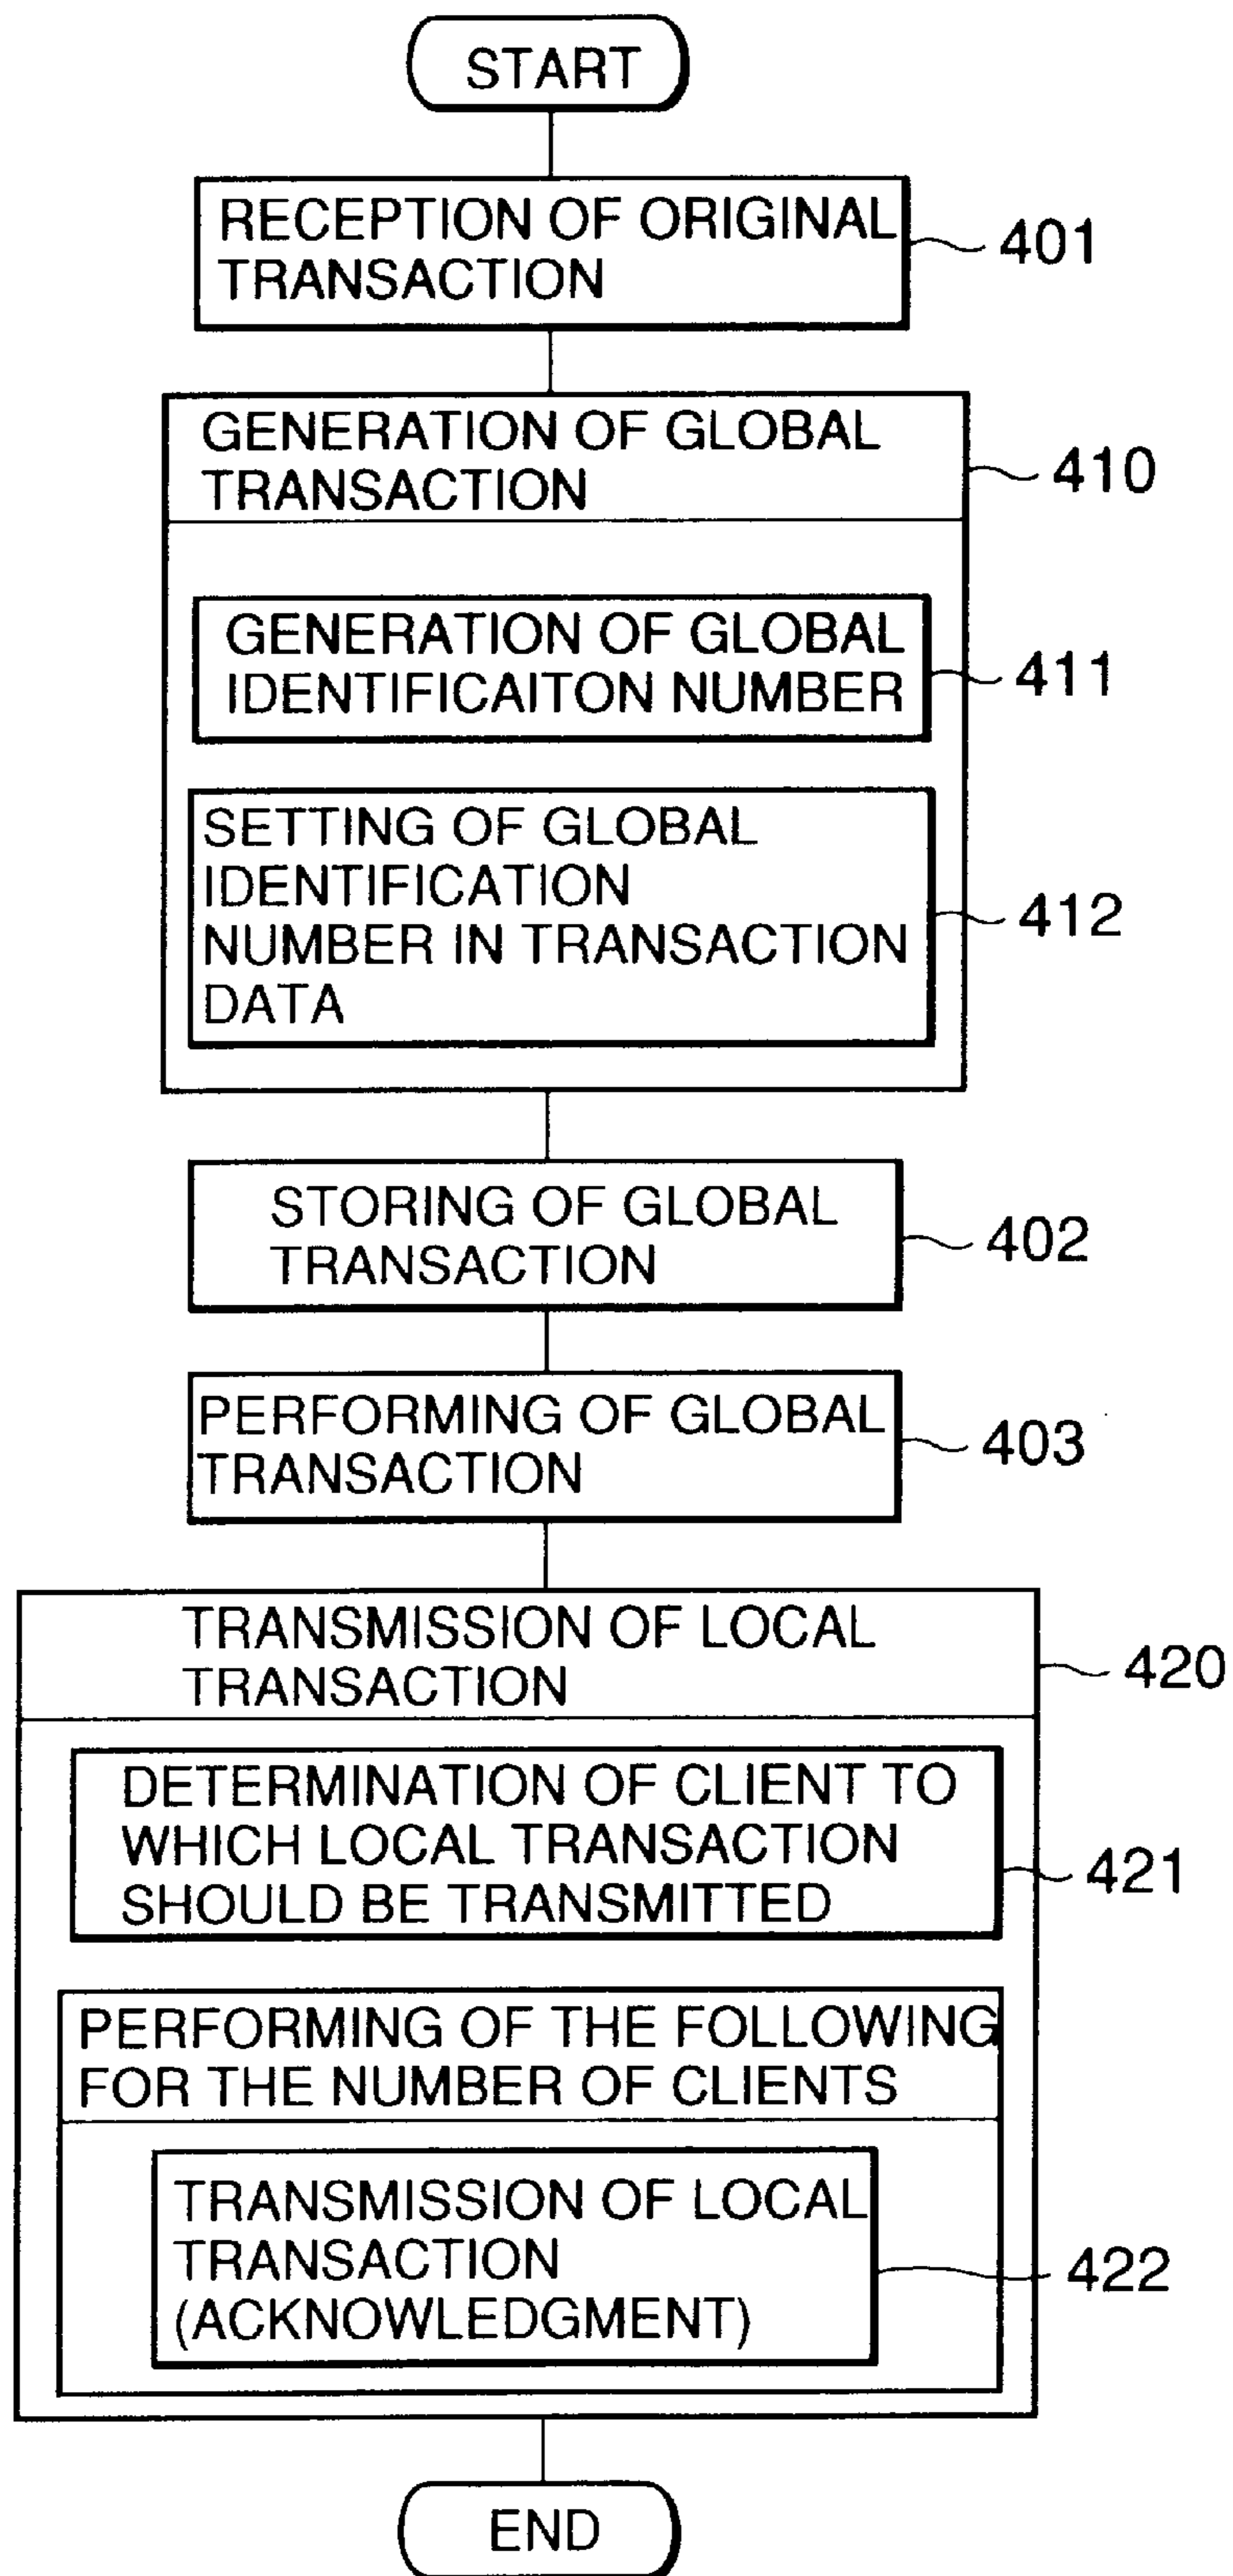 START
RECEPTION OF ORIGINAL
TRANSACTION
401
GENERATION OF GLOBAL
TRANSACTION
410
GENERATION OF GLOBAL
IDENTIFICAITON NUMBER
411
SETTING OF GLOBAL
IDENTIFICATION
NUMBER IN TRANSACTION
DATA
412
STORING OF GLOBAL
TRANSACTION
402
PERFORMING OF GLOBAL
TRANSACTION
403
TRANSMISSION OF LOCAL
TRANSACTION
420
DETERMINATION OF CLIENT TO
WHICH LOCAL TRANSACTION
SHOULD BE TRANSMITTED
421
PERFORMING OF THE FOLLOWING
FOR THE NUMBER OF CLIENTS
TRANSMISSION OF LOCAL
TRANSACTION
(ACKNOWLEDGMENT)
422
END